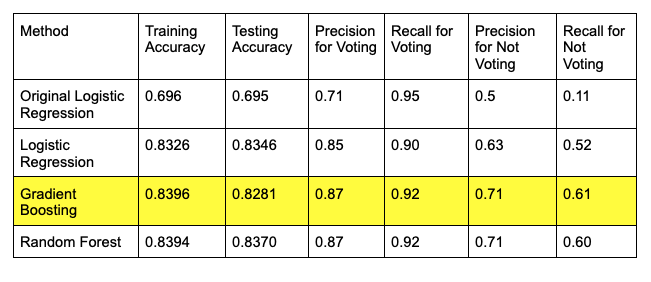 Method Training Accuracy Testing Accuracy Precision for Voting Recall for Voting Precision for Not Voting Recall for Not Voting
Original Logistic Regression 0.696 0.695 0.71 0.95 0.5 0.11
Logistic Regression 0.8326 0.8346 0.85 0.90 0.63 0.52
Gradient Boosting 0.8396 0.8281 0.87 0.92 0.71 0.61
Random Forest 0.8394 0.8370 0.87 0.92 0.71 0.60